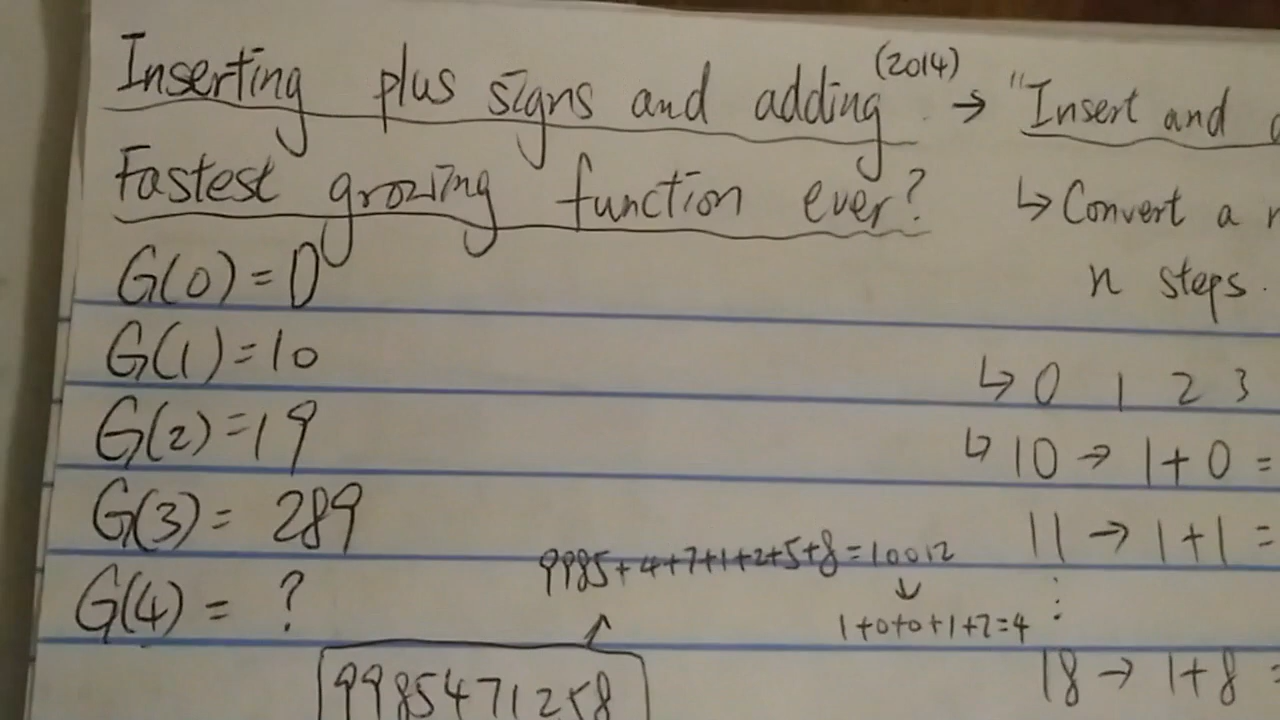 Inserting plus signs and adding (2014) → "Insert and
Fastest growing function ever? ↳ Convert a
n steps.
G(0)=0
G(1)=10
↳ 0 1 2 3
G(2)=19
↳ 10 → 1+0 =
G(3)= 289
11 → 1+1 =
9985+4+7+1+2+5+8=10012
G(4)= ?
1+0+0+1+2=4
18 → 1+8 =
9985471258